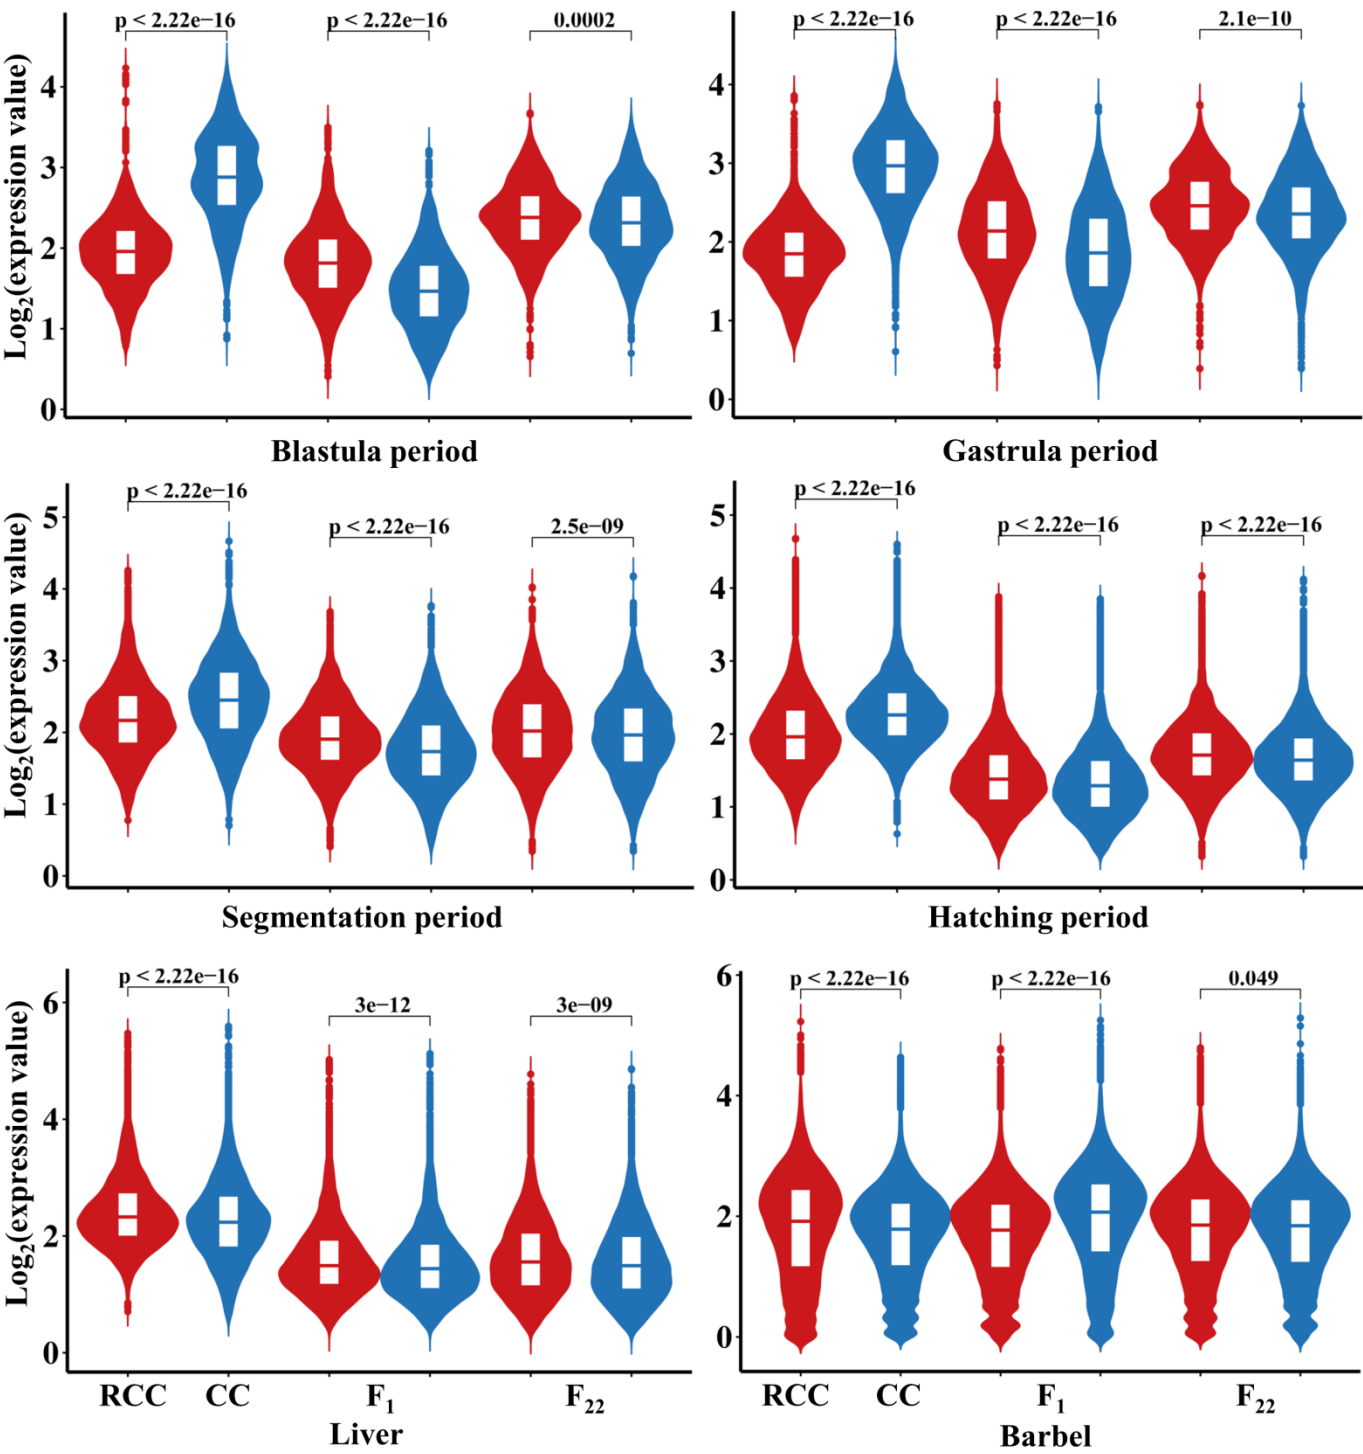 p < 2.22e−16 p < 2.22e−16 0.0002
Log2(expression value)
4
3
2
1
0
Blastula period
p < 2.22e−16 p < 2.22e−16 2.1e−10
4
3
2
1
0
Gastrula period
p < 2.22e−16
p < 2.22e−16 2.5e−09
Log2(expression value)
5
4
3
2
1
0
Segmentation period
p < 2.22e−16
p < 2.22e−16 p < 2.22e−16
5
4
3
2
1
0
Hatching period
p < 2.22e−16
3e−12 3e−09
Log2(expression value)
6
4
2
0
RCC CC F1 F22
Liver
p < 2.22e−16 p < 2.22e−16 0.049
6
4
2
0
RCC CC F1 F22
Barbel